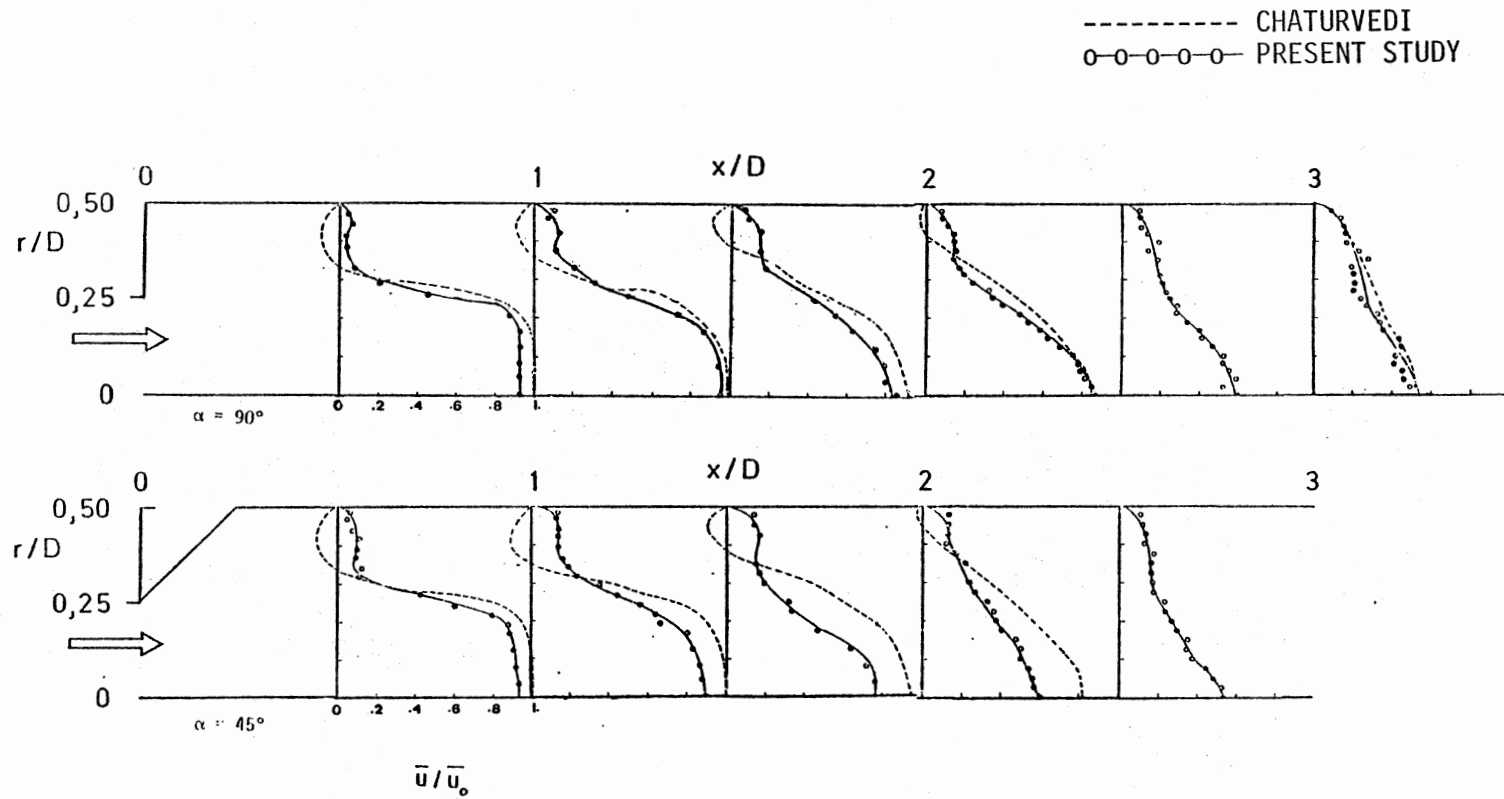 CHATURVEDI
o-o-o-o-o- PRESENT STUDY
0 1 x/D 2 3
0,50
r/D
0,25
0
α = 90°
0 .2 .4 .6 .8 1.
0 1 x/D 2 3
0,50
r/D
0,25
0
α = 45°
0 .2 .4 .6 .8 1.
u̅/u̅₀